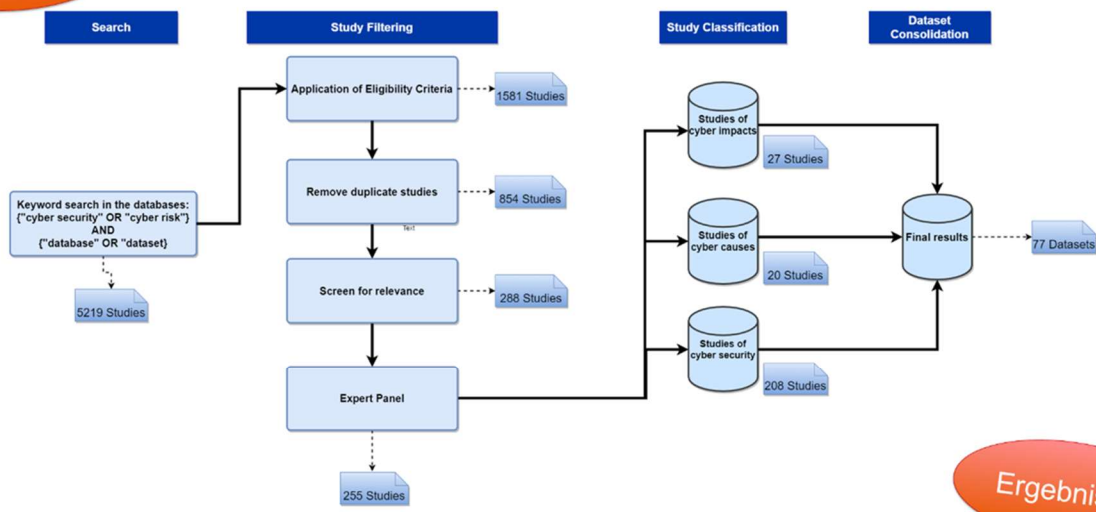 Search
Study Filtering
Study Classification
Dataset
Consolidation
Application of Eligibility Criteria
1581 Studies
Remove duplicate studies
854 Studies
Text
Screen for relevance
288 Studies
Expert Panel
255 Studies
Keyword search in the databases:
{"cyber security" OR "cyber risk"}
AND
{"database" OR "dataset}
5219 Studies
Studies of
cyber impacts
27 Studies
Studies of
cyber causes
20 Studies
Studies of
cyber security
208 Studies
Final results
77 Datasets